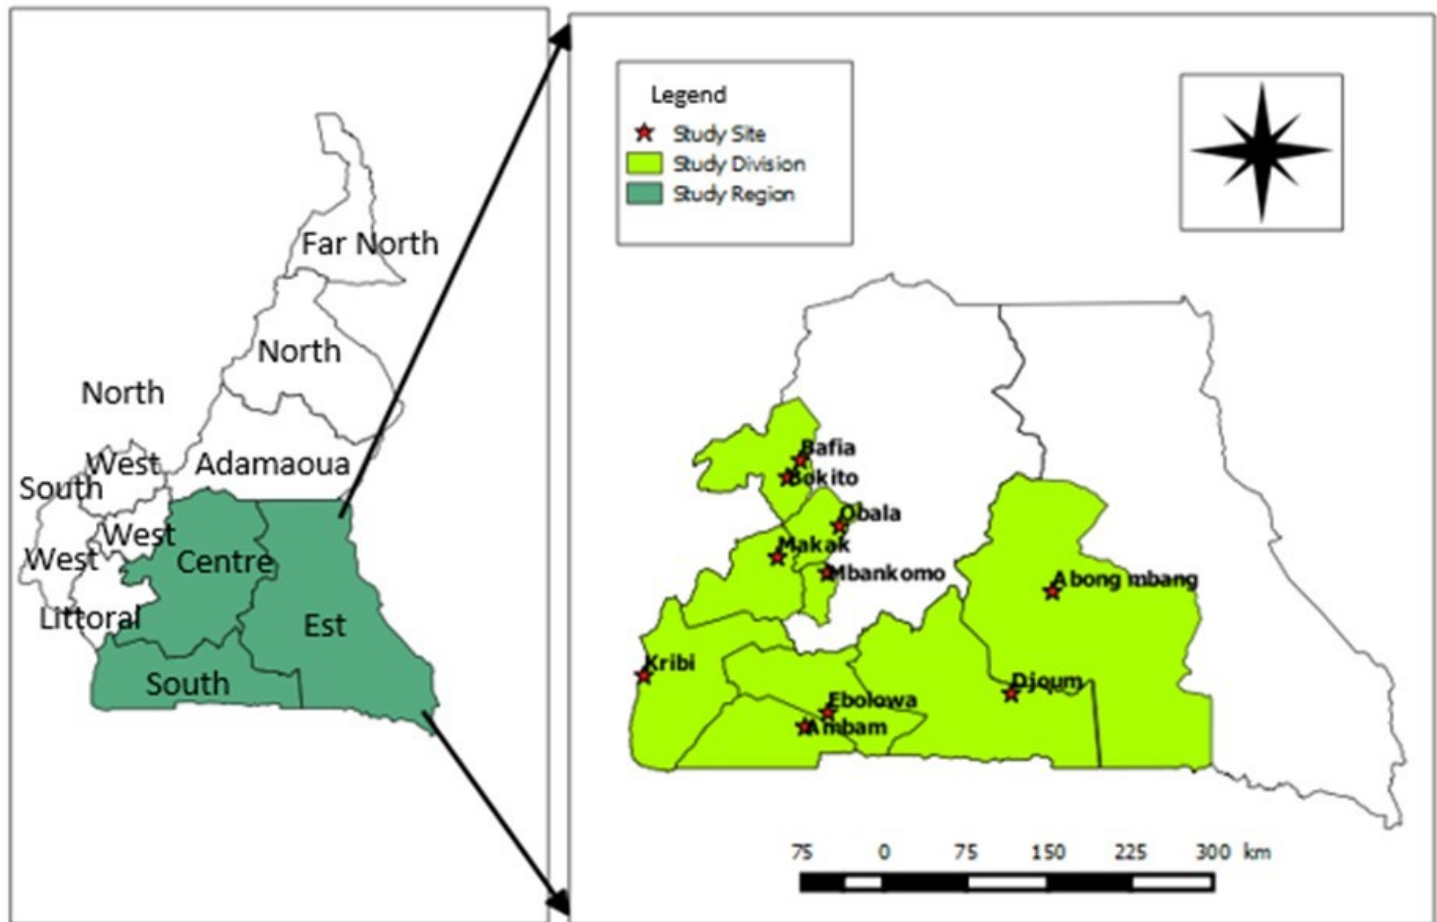 Far North
North
North
West
Adamaoua
South
West
West
Centre
Littoral
Est
South
Legend
Study Site
Study Division
Study Region
Bafia
Bokito
Obala
Makak
Mbankomo
Abong mbang
Kribi
Djoum
Ebolowa
Ambam
75 0 75 150 225 300 km